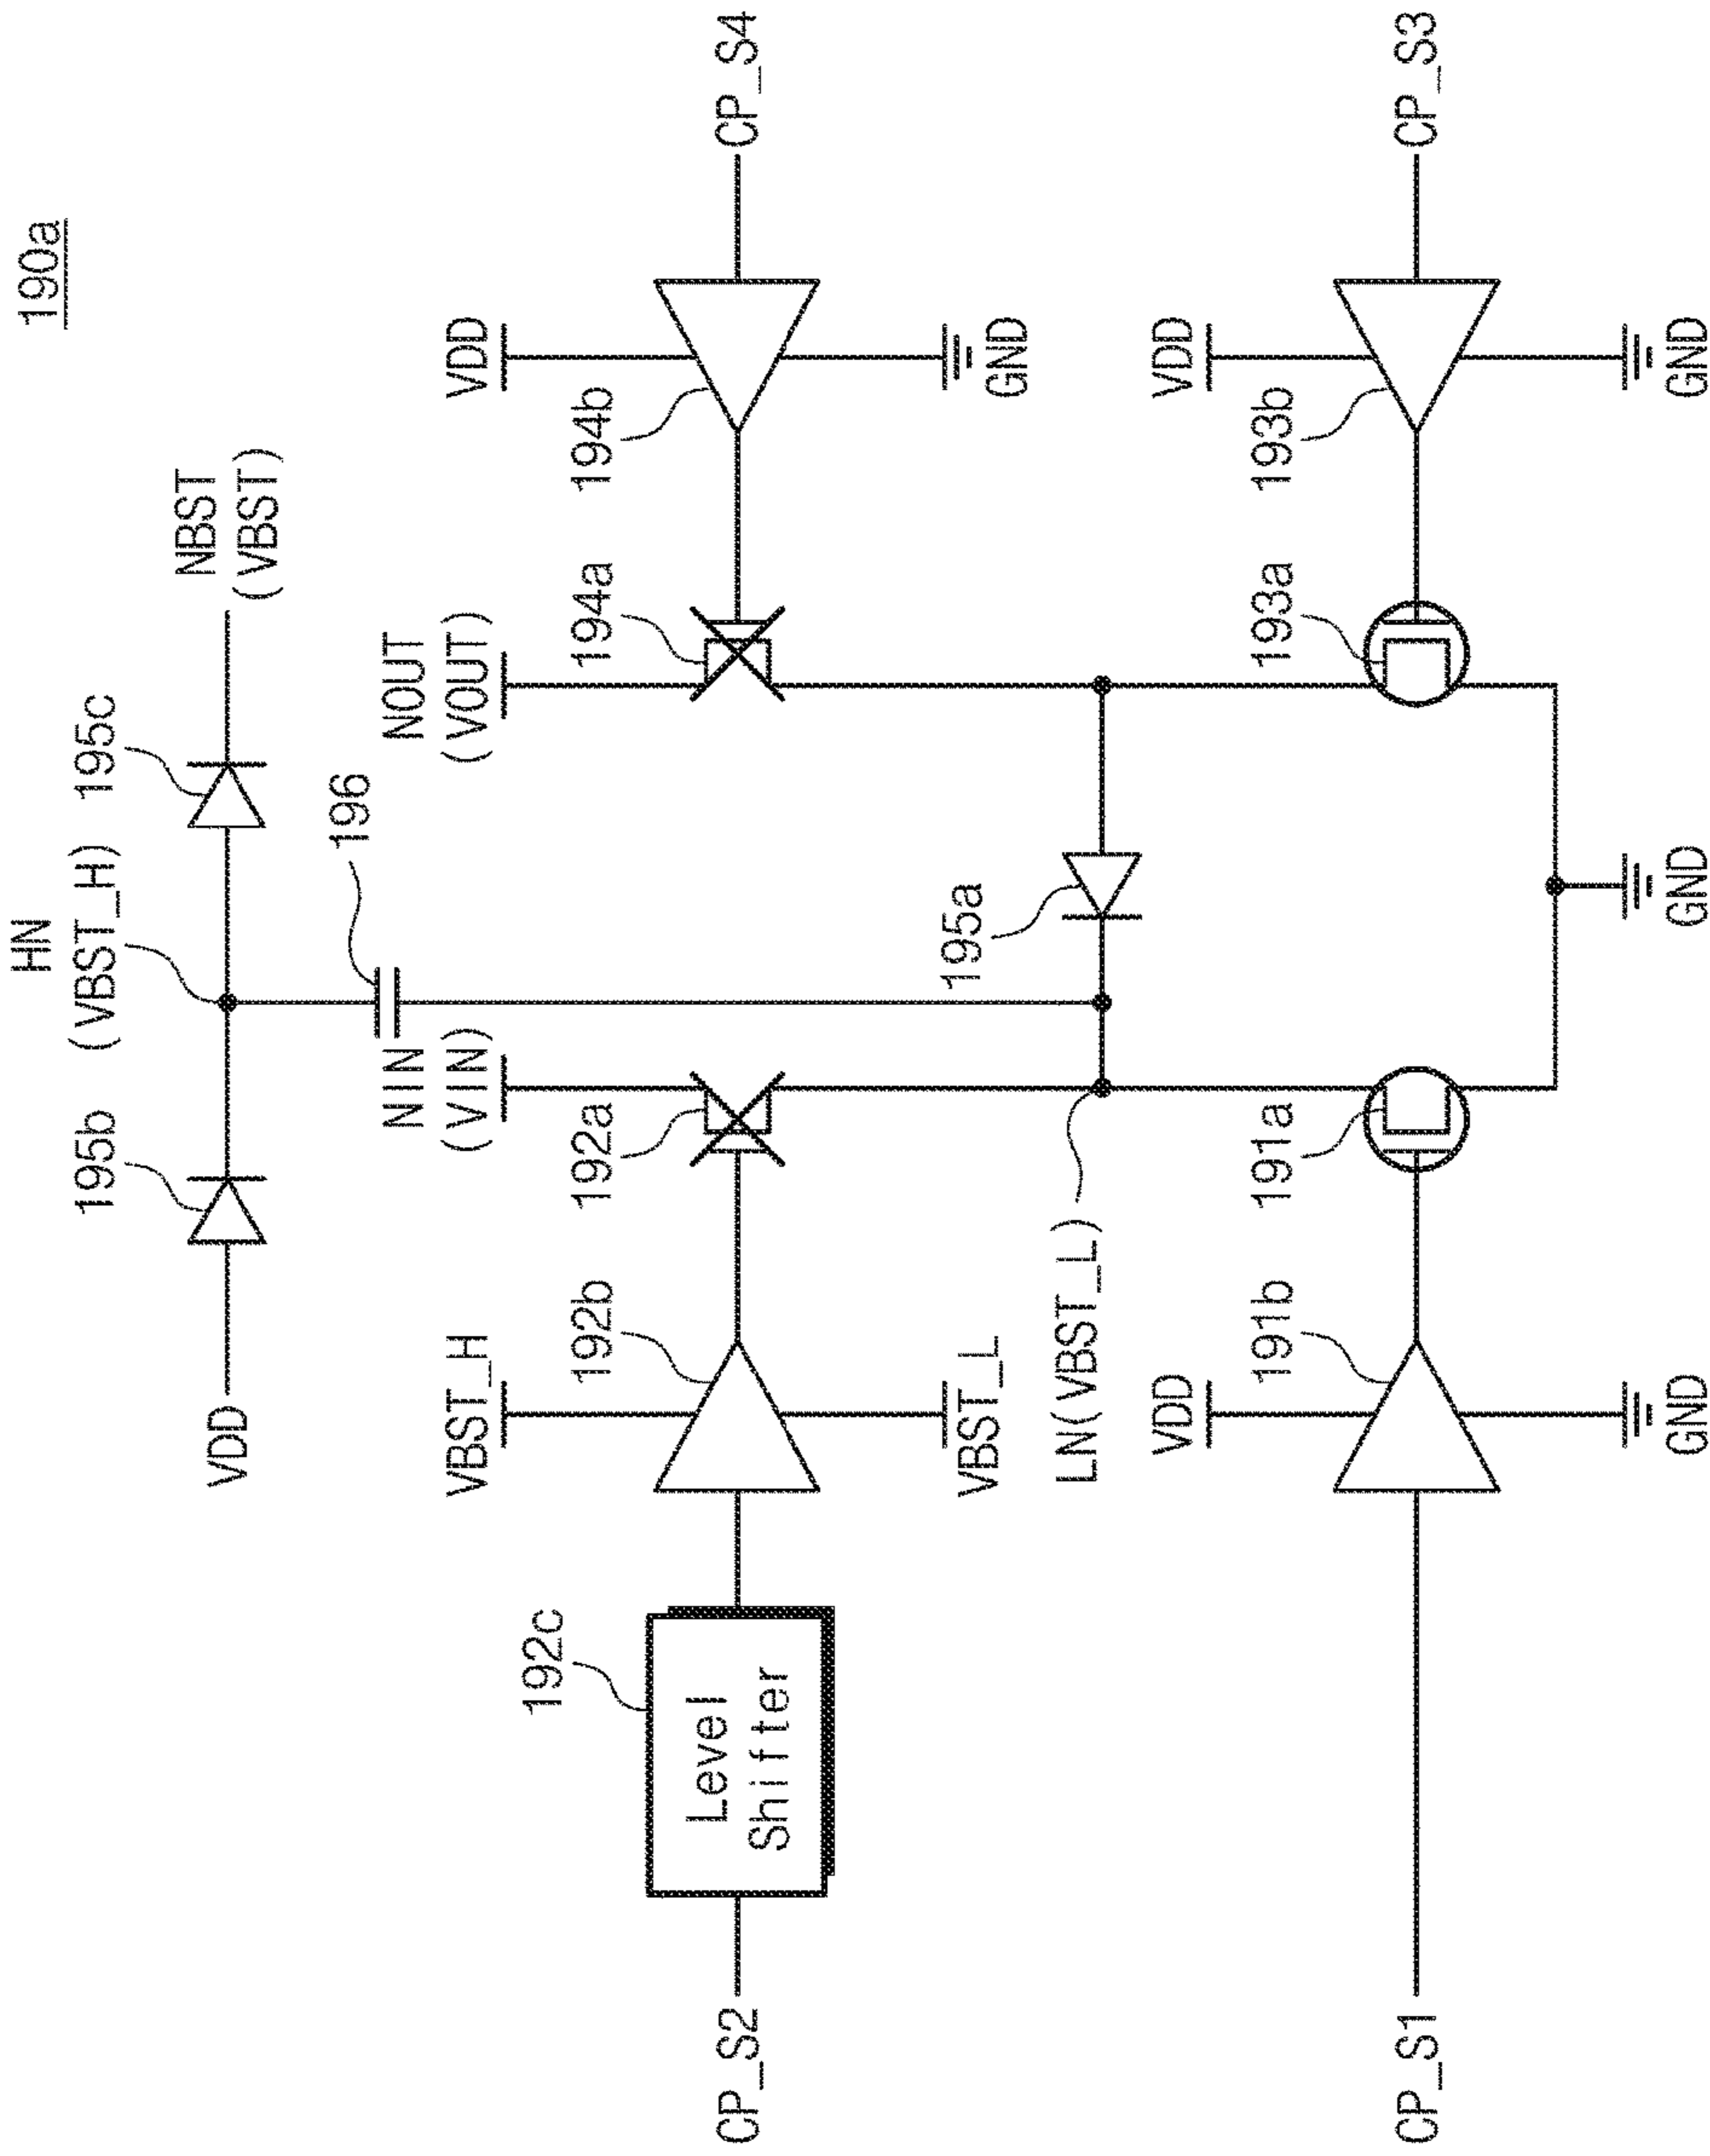 190a
HN
(VBST_H)
195b
195c
NBST
(VBST)
VDD
196
NIN
(VIN)
NOUT
(VOUT)
VBST_H
VDD
192c
192b
192a
194a
194b
CP_S2
Level
Shifter
CP_S4
VBST_L
GND
195a
LN(VBST_L)
VDD
VDD
191b
191a
193a
193b
CP_S1
CP_S3
GND
GND
GND